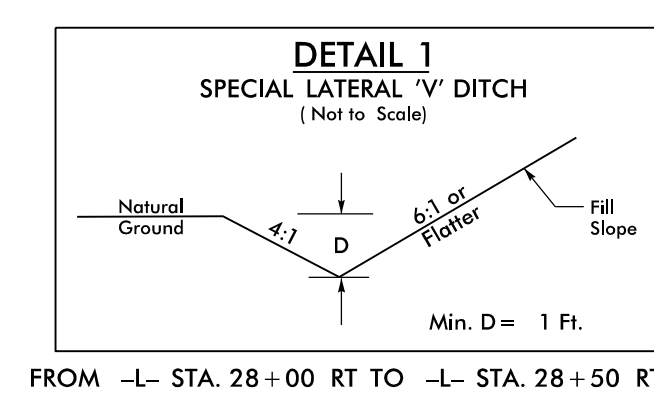 DETAIL 1
SPECIAL LATERAL 'V' DITCH
(Not to Scale)
Natural
Ground
4:1
D
6:1 or
Flatter
Fill
Slope
Min. D = 1 Ft.
FROM -L- STA. 28+00 RT TO -L- STA. 28+50 RT